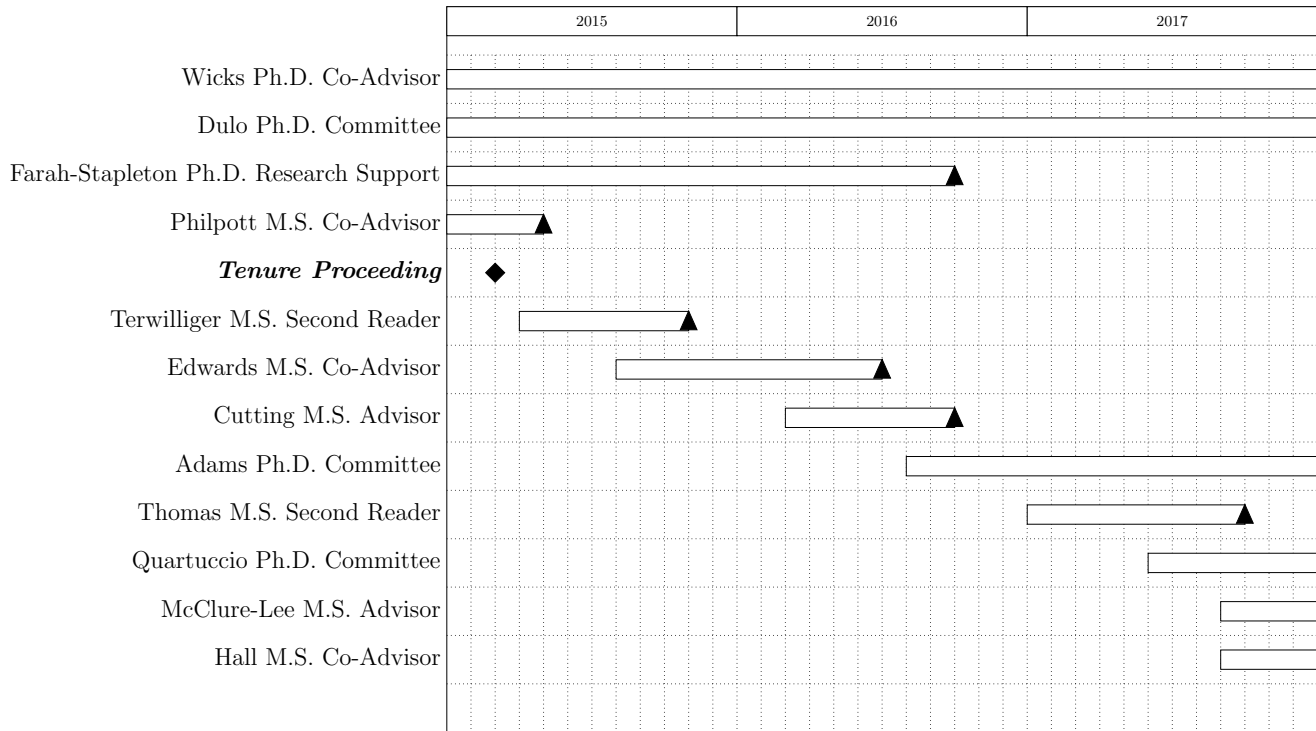 2015 2016 2017
Wicks Ph.D. Co-Advisor
Dulo Ph.D. Committee
Farah-Stapleton Ph.D. Research Support
Philpott M.S. Co-Advisor
Tenure Proceeding
Terwilliger M.S. Second Reader
Edwards M.S. Co-Advisor
Cutting M.S. Advisor
Adams Ph.D. Committee
Thomas M.S. Second Reader
Quartuccio Ph.D. Committee
McClure-Lee M.S. Advisor
Hall M.S. Co-Advisor